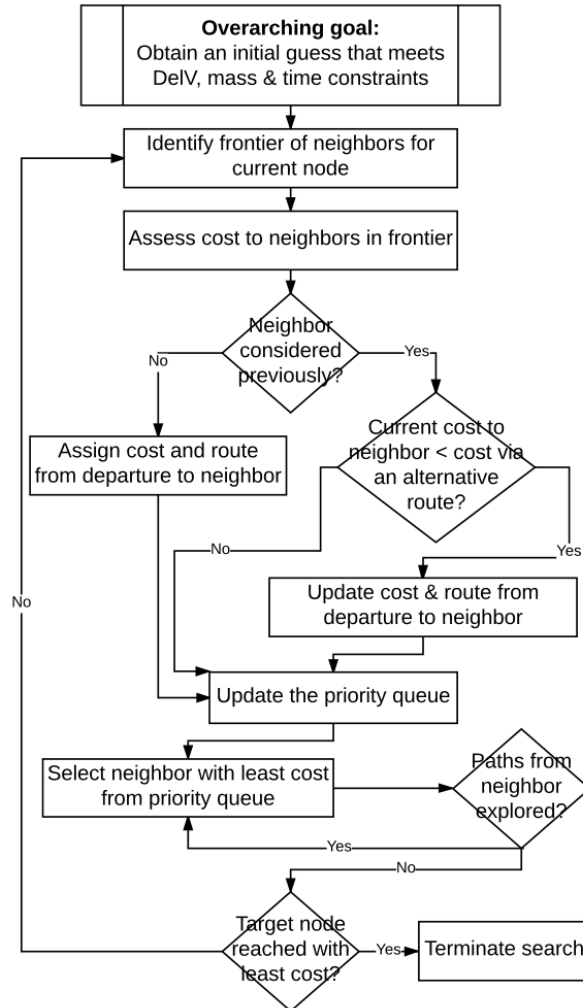 Overarching goal:
Obtain an initial guess that meets
DelV, mass & time constraints
Identify frontier of neighbors for
current node
Assess cost to neighbors in frontier
Neighbor
considered
previously?
No
Yes
Assign cost and route
from departure to neighbor
Current cost to
neighbor < cost via
an alternative
route?
No
Yes
Update cost & route from
departure to neighbor
No
Update the priority queue
Select neighbor with least cost
from priority queue
Paths from
neighbor
explored?
Yes
No
Target node
reached with
least cost?
Yes
Terminate search